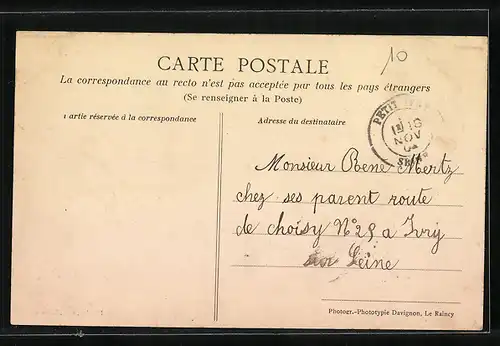 10
CARTE POSTALE
La correspondance au recto n'est pas acceptée par tous les pays étrangers
(Se renseigner à la Poste)
artie réservée à la correspondance
Adresse du destinataire
PETIT
NOV
Monsieur Rene Mertz
chez ses parent route
de choisy N°25 a Ivry
sur Seine
Photogr.-Phototypie Davignon, Le Raincy